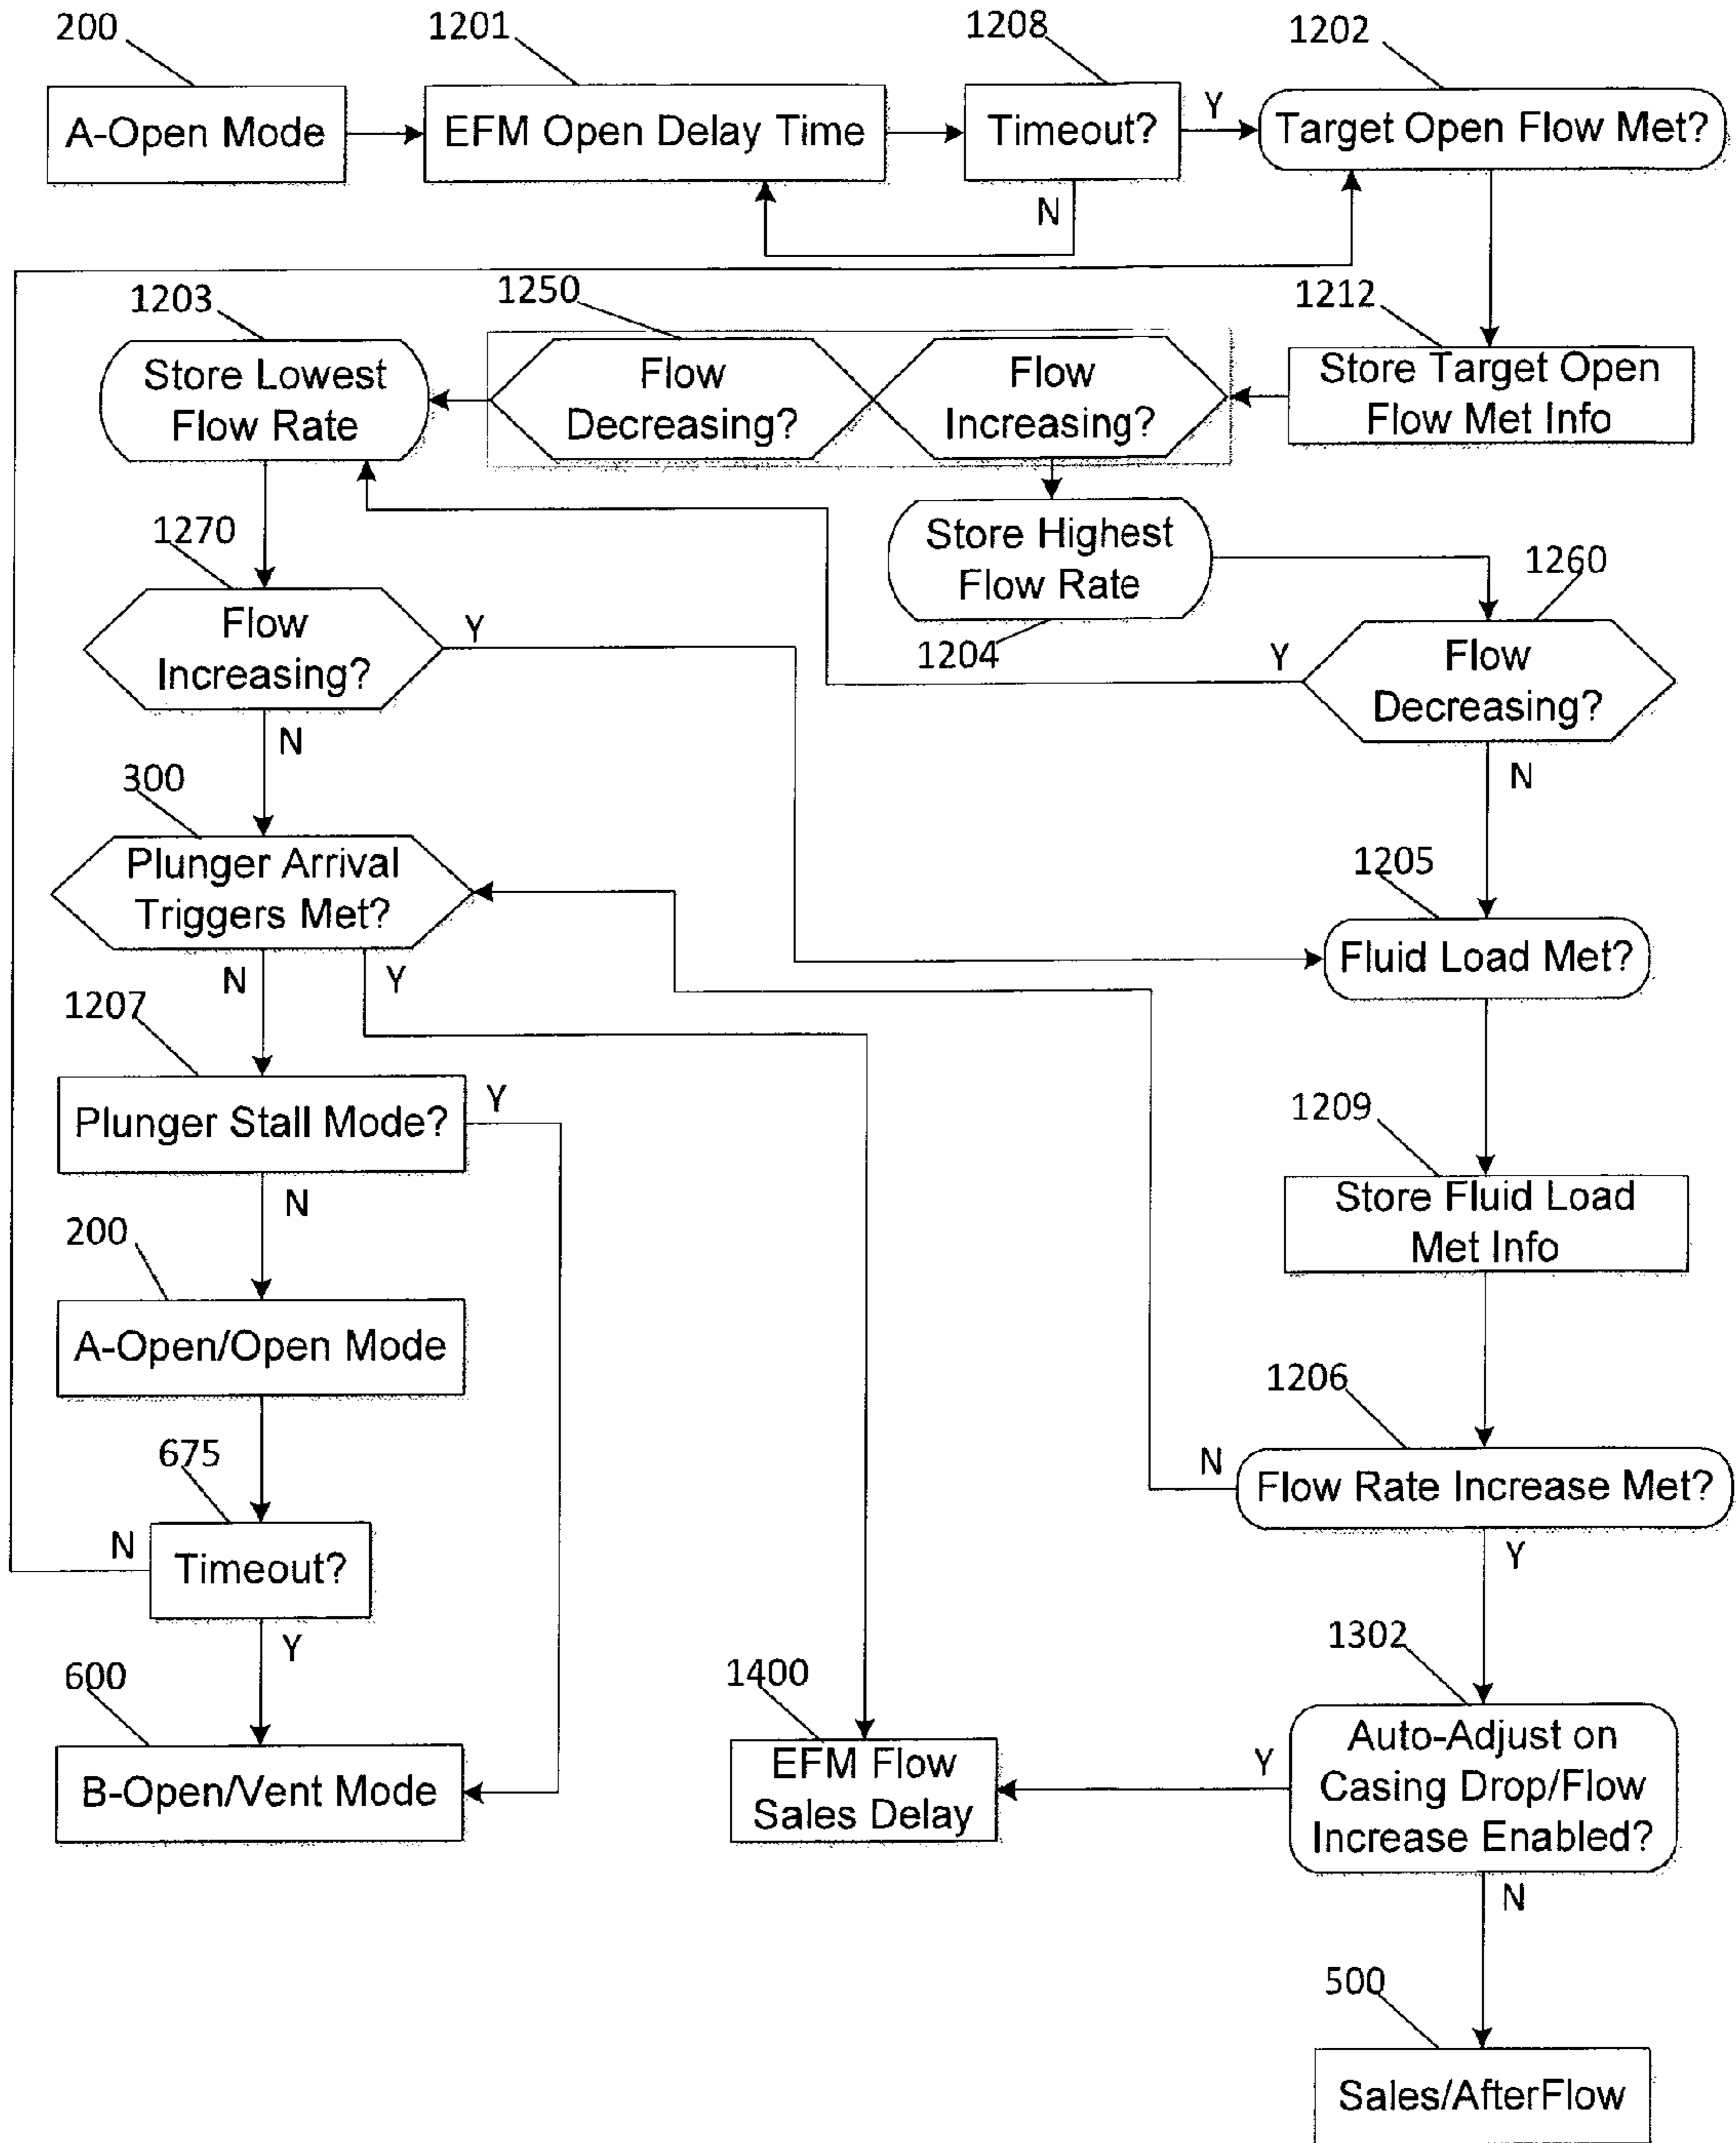 200
1201
1208
1202
A-Open Mode
EFM Open Delay Time
Timeout?
Y
Target Open Flow Met?
N
1203
1250
1212
Store Lowest
Flow Rate
Flow
Decreasing?
Flow
Increasing?
Store Target Open
Flow Met Info
1270
Store Highest
Flow Rate
1204
1260
Flow
Increasing?
Y
N
Flow
Decreasing?
Y
N
300
Plunger Arrival
Triggers Met?
N
Y
1205
Fluid Load Met?
1207
Plunger Stall Mode?
Y
N
1209
Store Fluid Load
Met Info
200
A-Open/Open Mode
1206
Flow Rate Increase Met?
N
Y
675
Timeout?
N
Y
1302
Auto-Adjust on
Casing Drop/Flow
Increase Enabled?
Y
N
600
B-Open/Vent Mode
1400
EFM Flow
Sales Delay
500
Sales/AfterFlow